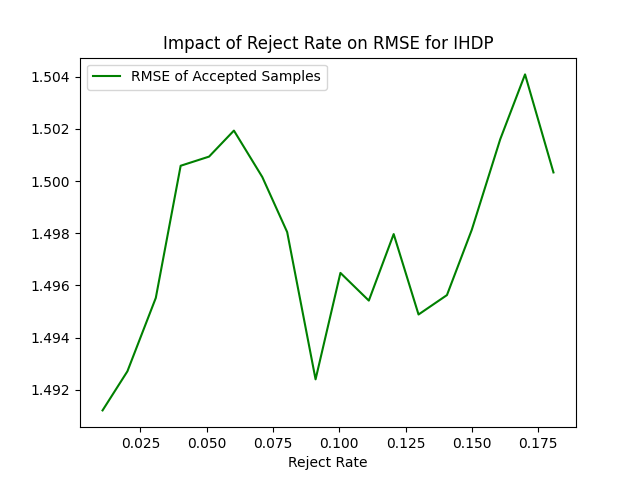 Impact of Reject Rate on RMSE for IHDP
RMSE of Accepted Samples
1.504
1.502
1.500
1.498
1.496
1.494
1.492
0.025 0.050 0.075 0.100 0.125 0.150 0.175
Reject Rate